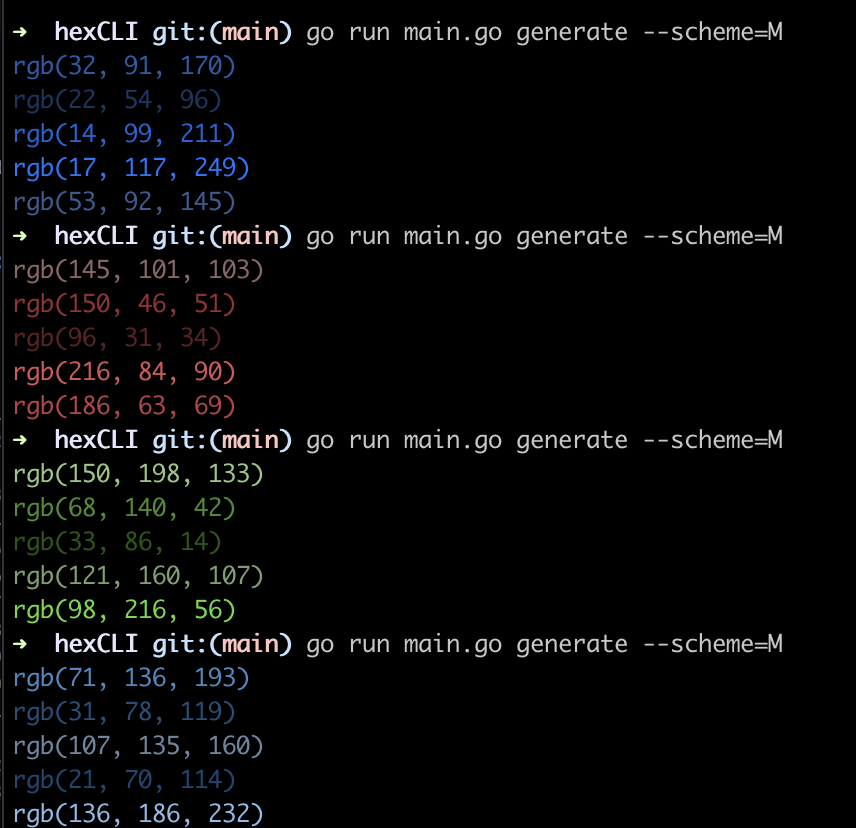 ➜ hexCLI git:(main) go run main.go generate --scheme=M
rgb(32, 91, 170)
rgb(22, 54, 96)
rgb(14, 99, 211)
rgb(17, 117, 249)
rgb(53, 92, 145)
➜ hexCLI git:(main) go run main.go generate --scheme=M
rgb(145, 101, 103)
rgb(150, 46, 51)
rgb(96, 31, 34)
rgb(216, 84, 90)
rgb(186, 63, 69)
➜ hexCLI git:(main) go run main.go generate --scheme=M
rgb(150, 198, 133)
rgb(68, 140, 42)
rgb(33, 86, 14)
rgb(121, 160, 107)
rgb(98, 216, 56)
➜ hexCLI git:(main) go run main.go generate --scheme=M
rgb(71, 136, 193)
rgb(31, 78, 119)
rgb(107, 135, 160)
rgb(21, 70, 114)
rgb(136, 186, 232)